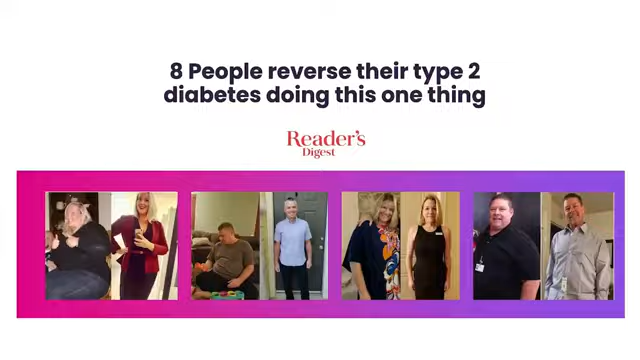 8 People reverse their type 2
diabetes doing this one thing
Reader's
Digest